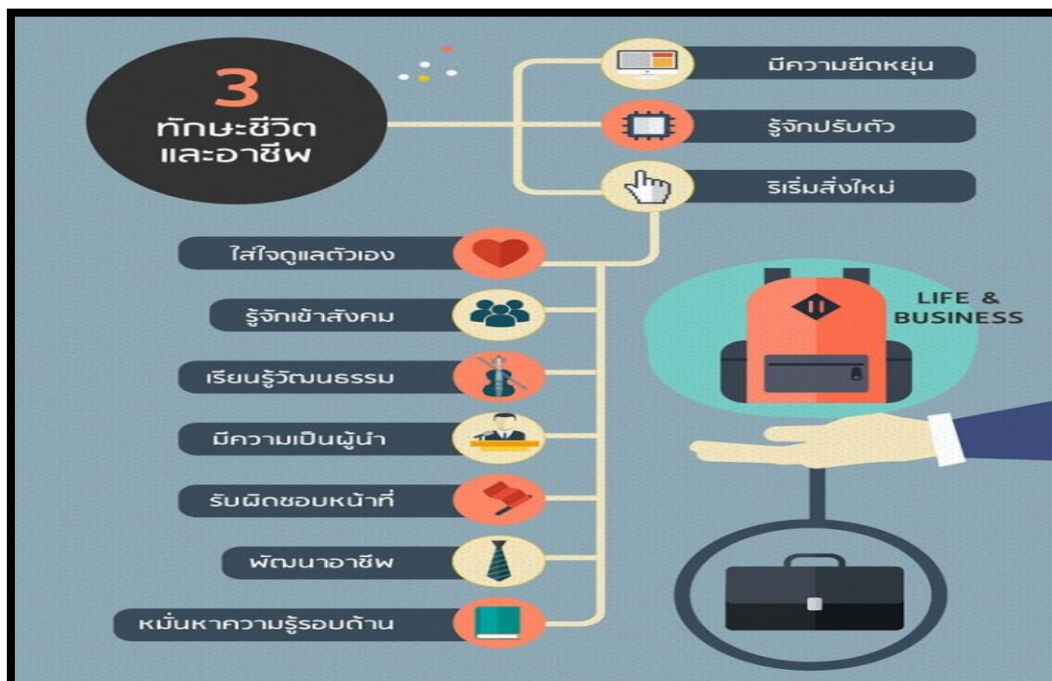 3
ทักษะชีวิต
และอาชีพ
มีความยืดหยุ่น
รู้จักปรับตัว
ริเริ่มสิ่งใหม่
ใส่ใจดูแลตัวเอง
รู้จักเข้าสังคม
เรียนรู้วัฒนธรรม
มีความเป็นผู้นำ
รับผิดชอบหน้าที่
พัฒนาอาชีพ
หมั่นหาความรู้รอบด้าน
LIFE &
BUSINESS